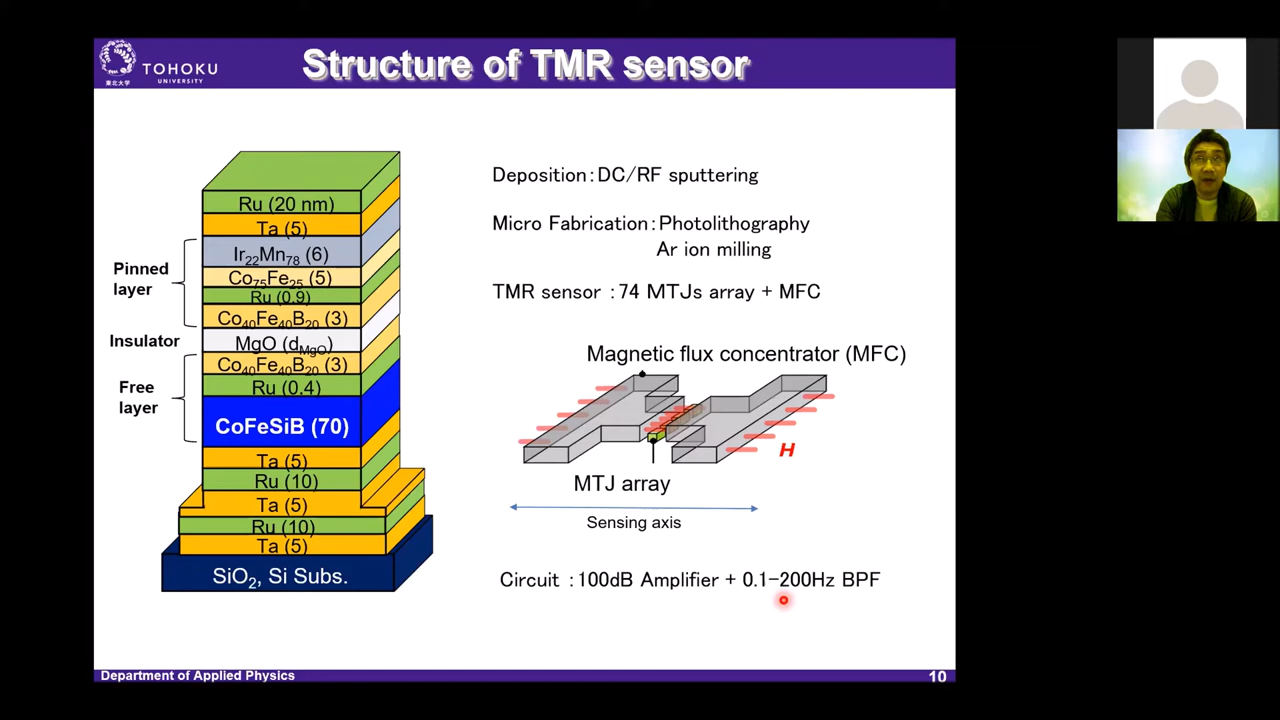 TOHOKU
UNIVERSITY
東北大学
Structure of TMR sensor
Ru (20 nm)
Ta (5)
Ir22Mn78 (6)
Co75Fe25 (5)
Ru (0.9)
Co40Fe40B20 (3)
MgO (dMgO)
Co40Fe40B20 (3)
Ru (0.4)
CoFeSiB (70)
Ta (5)
Ru (10)
Ta (5)
Ru (10)
Ta (5)
SiO2, Si Subs.
Pinned
layer
Insulator
Free
layer
Deposition：DC/RF sputtering
Micro Fabrication：Photolithography
Ar ion milling
TMR sensor：74 MTJs array + MFC
Magnetic flux concentrator (MFC)
H
MTJ array
Sensing axis
Circuit：100dB Amplifier + 0.1−200Hz BPF
Department of Applied Physics
10